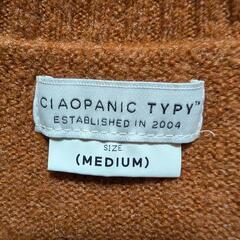 CIAOPANIC TYPY™
ESTABLISHED IN 2004
SIZE
(MEDIUM)